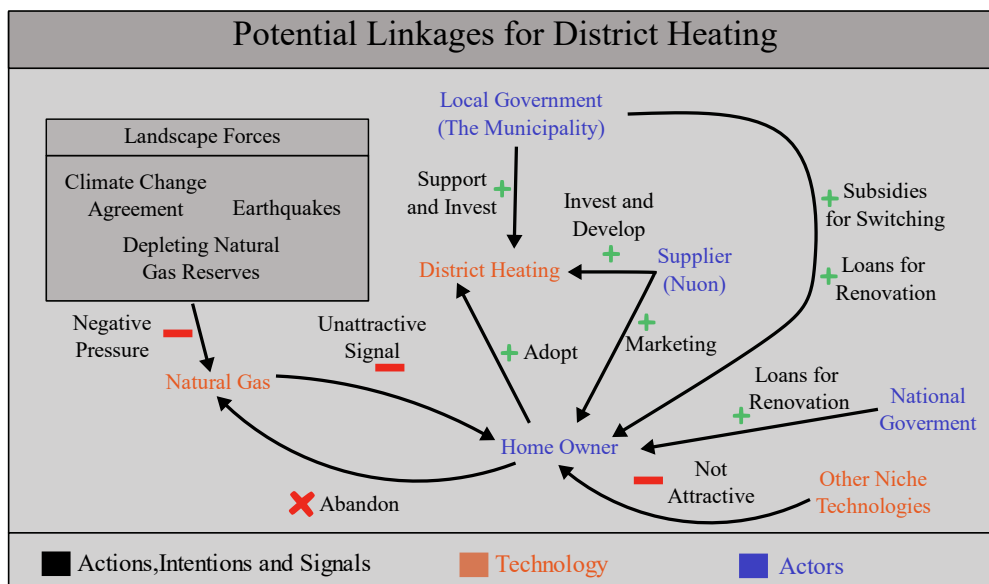 Potential Linkages for District Heating
Local Government
(The Municipality)
Landscape Forces
Climate Change
Agreement
Earthquakes
Depleting Natural
Gas Reserves
Support
and Invest
Invest and
Develop
Subsidies
for Switching
District Heating
Supplier
(Nuon)
Loans for
Renovation
Negative
Pressure
Unattractive
Signal
Adopt
Marketing
Natural Gas
Loans for
Renovation
National
Goverment
Home Owner
Not
Attractive
Other Niche
Technologies
Abandon
Actions,Intentions and Signals
Technology
Actors